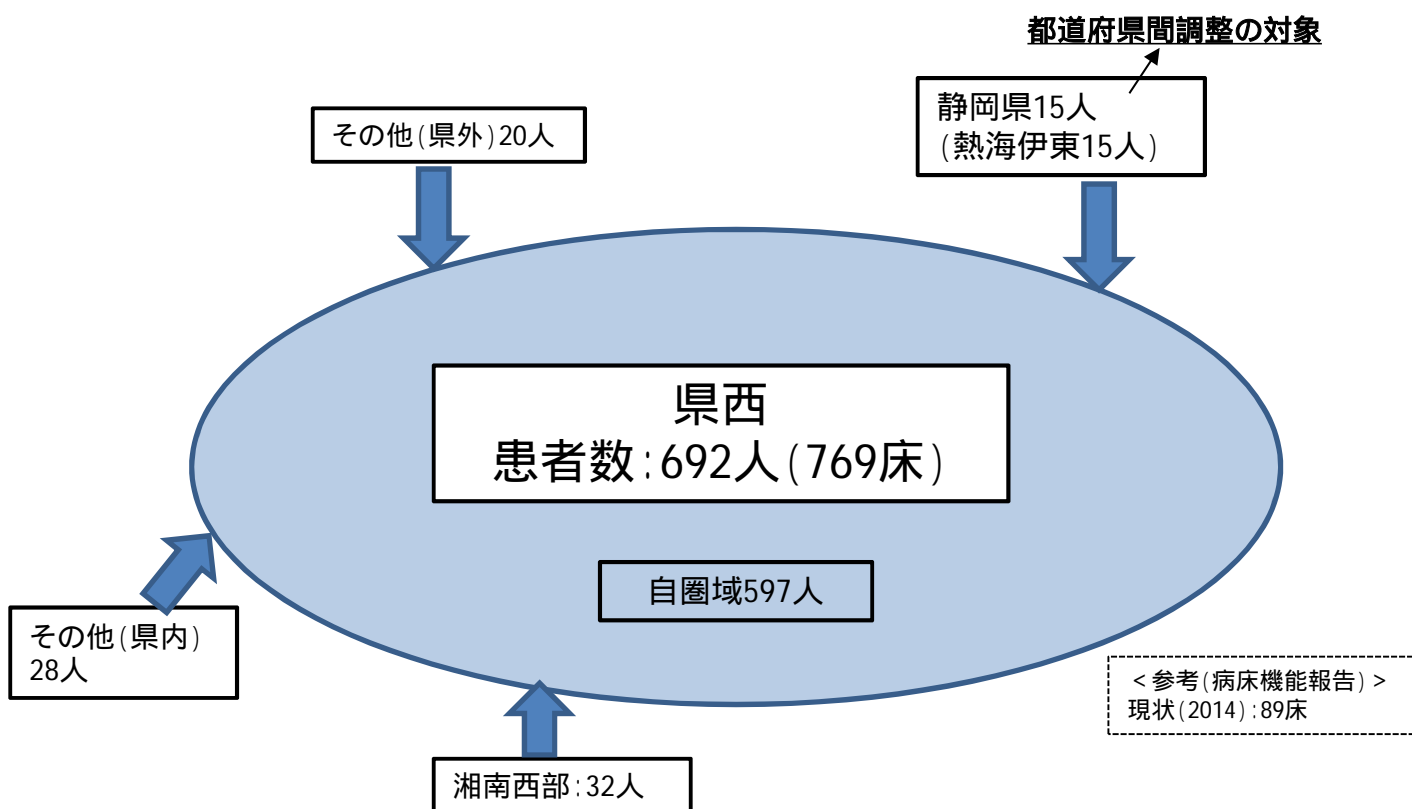 都道府県間調整の対象
静岡県15人
(熱海伊東15人)
その他(県外)20人
県西
患者数:692人(769床)
自圏域597人
その他(県内)
28人
<参考(病床機能報告)>
現状(2014):89床
湘南西部:32人